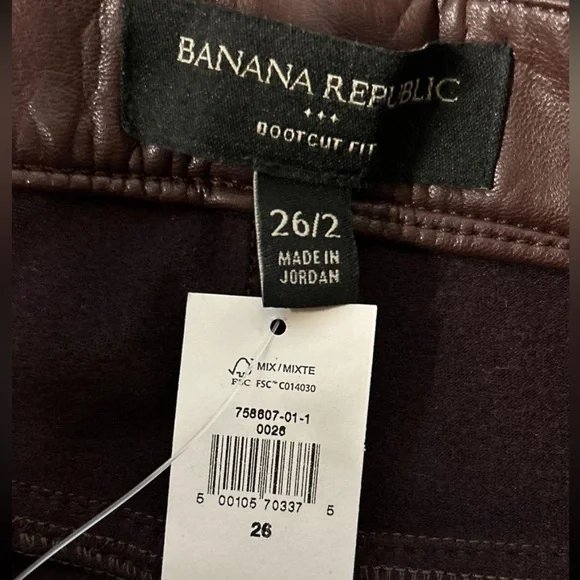 BANANA REPUBLIC
BOOTCUT FIT
26/2
MADE IN
JORDAN
MIX/MIXTE
FSC FSC™ C014030
756607-01-1
0026
5 00105 70337 5
26